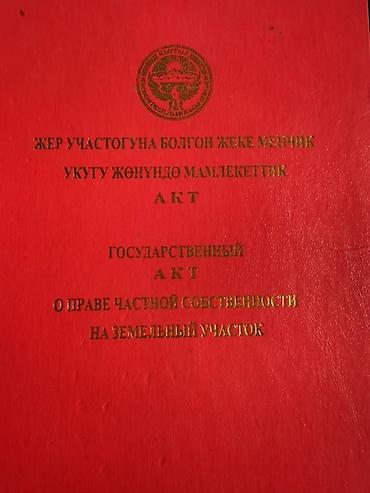 ЖЕР УЧАСТОГУНА БОЛГОН ЖЕКЕ МЕНЧИК
УКУГУ ЖӨНҮНДӨ МАМЛЕКЕТТИК
АКТ
ГОСУДАРСТВЕННЫЙ
АКТ
О ПРАВЕ ЧАСТНОЙ СОБСТВЕННОСТИ
НА ЗЕМЕЛЬНЫЙ УЧАСТОК